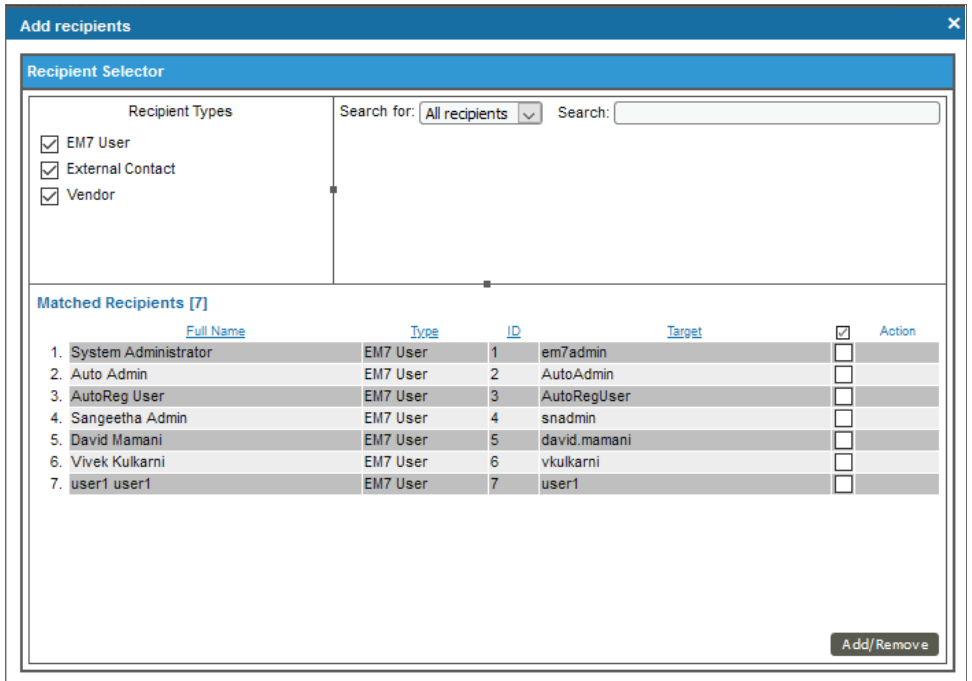 Add recipients
Recipient Selector
Recipient Types
EM7 User
External Contact
Vendor
Search for: All recipients Search:
Matched Recipients [7]
Full Name Type ID Target Action
1. System Administrator EM7 User 1 em7admin
2. Auto Admin EM7 User 2 AutoAdmin
3. AutoReg User EM7 User 3 AutoRegUser
4. Sangeetha Admin EM7 User 4 snadmin
5. David Mamani EM7 User 5 david.mamani
6. Vivek Kulkarni EM7 User 6 vkulkarni
7. user1 user1 EM7 User 7 user1
Add/Remove